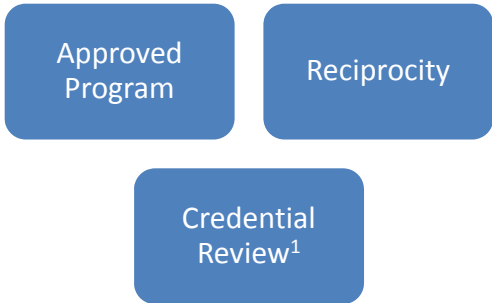 Approved
Program
Reciprocity
Credential
Review¹